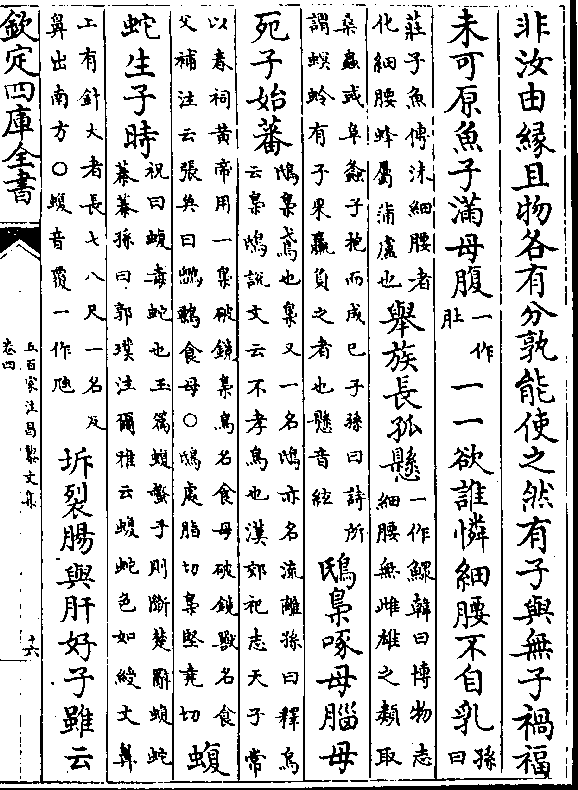 非汝由緣且物各有分孰能使之然有子與無子禍福
未可原魚子滿母腹一作肚一一欲誰憐細腰不自乳孫曰
莊子魚傅沫細腰者化細腰蜂屬蒲盧也舉族長孤懸一作鰥韓曰博物志細腰無雌雄之類取
桑蟲或阜螽子抱而成己子孫曰詩所謂螟蛉有子果臝負之者也懸音絃鴟梟啄母腦母
死子始蕃鴟梟鳶也梟又一名鴟亦名流離孫曰釋鳥云梟鴟說文云不孝鳥也漢郊祀志天子常
以春祠黃帝用一梟破鏡梟鳥名食母破鏡獸名食父補注云張奐曰食母○鴟處脂切梟堅堯切蝮
蛇生子時祝曰蝮毒蛇也玉篇蝮螫子則斷楚辭蝮蛇蓁蓁孫曰郭璞注爾雅云蝮蛇色如綬文鼻
上有針大者長七八尺一名反鼻出南方○蝮音覆一作虺坼裂腸與肝好子雖云
欽定四庫全書
五百家注昌黎文集
卷四
十六